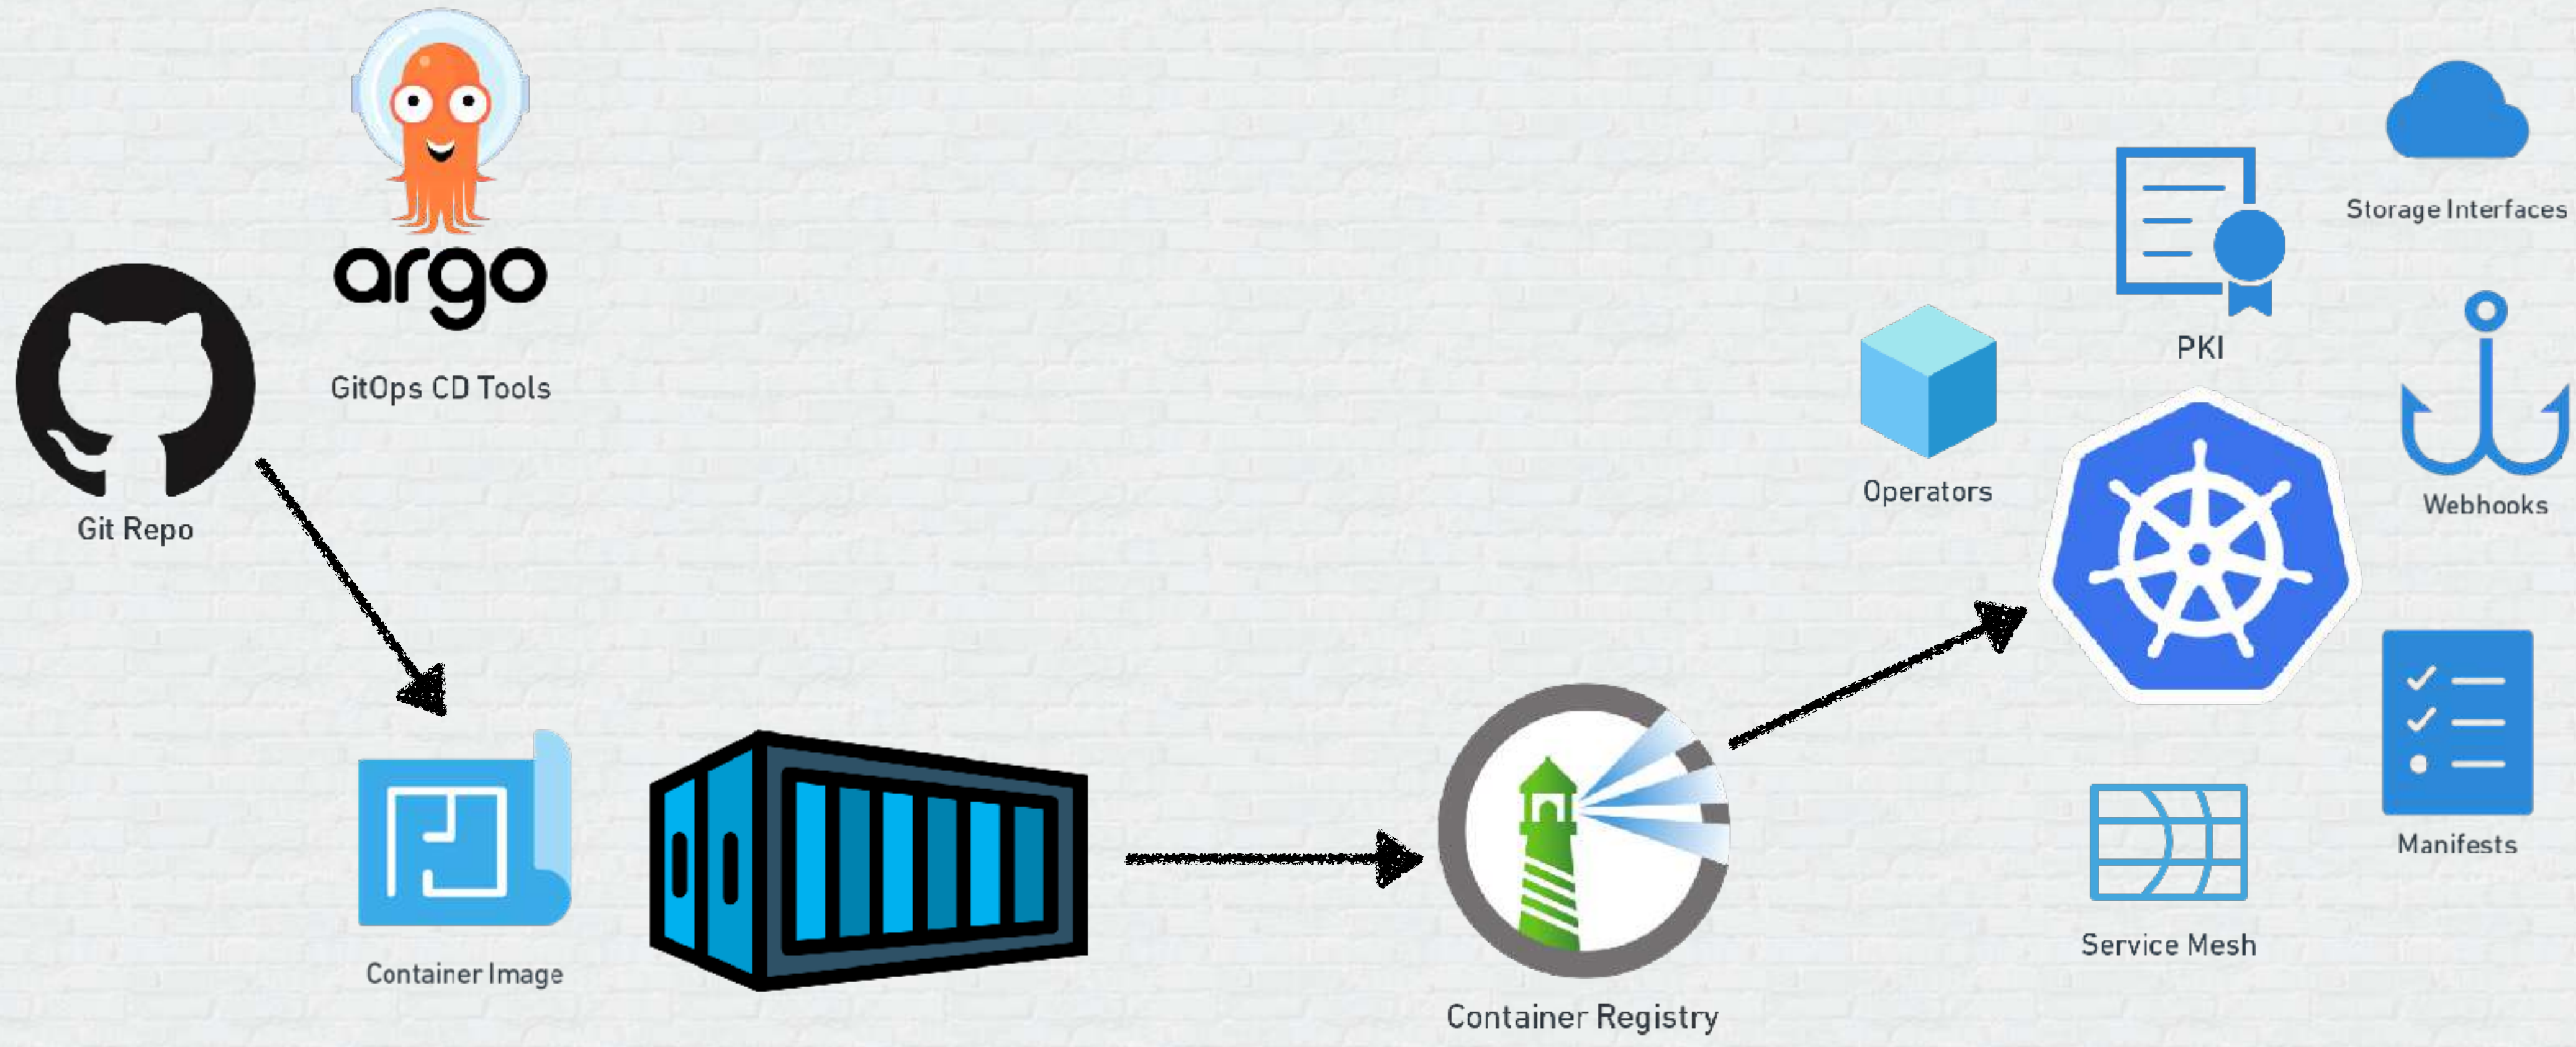 argo
GitOps CD Tools
Git Repo
Container Image
Container Registry
Operators
PKI
Storage Interfaces
Webhooks
Manifests
Service Mesh